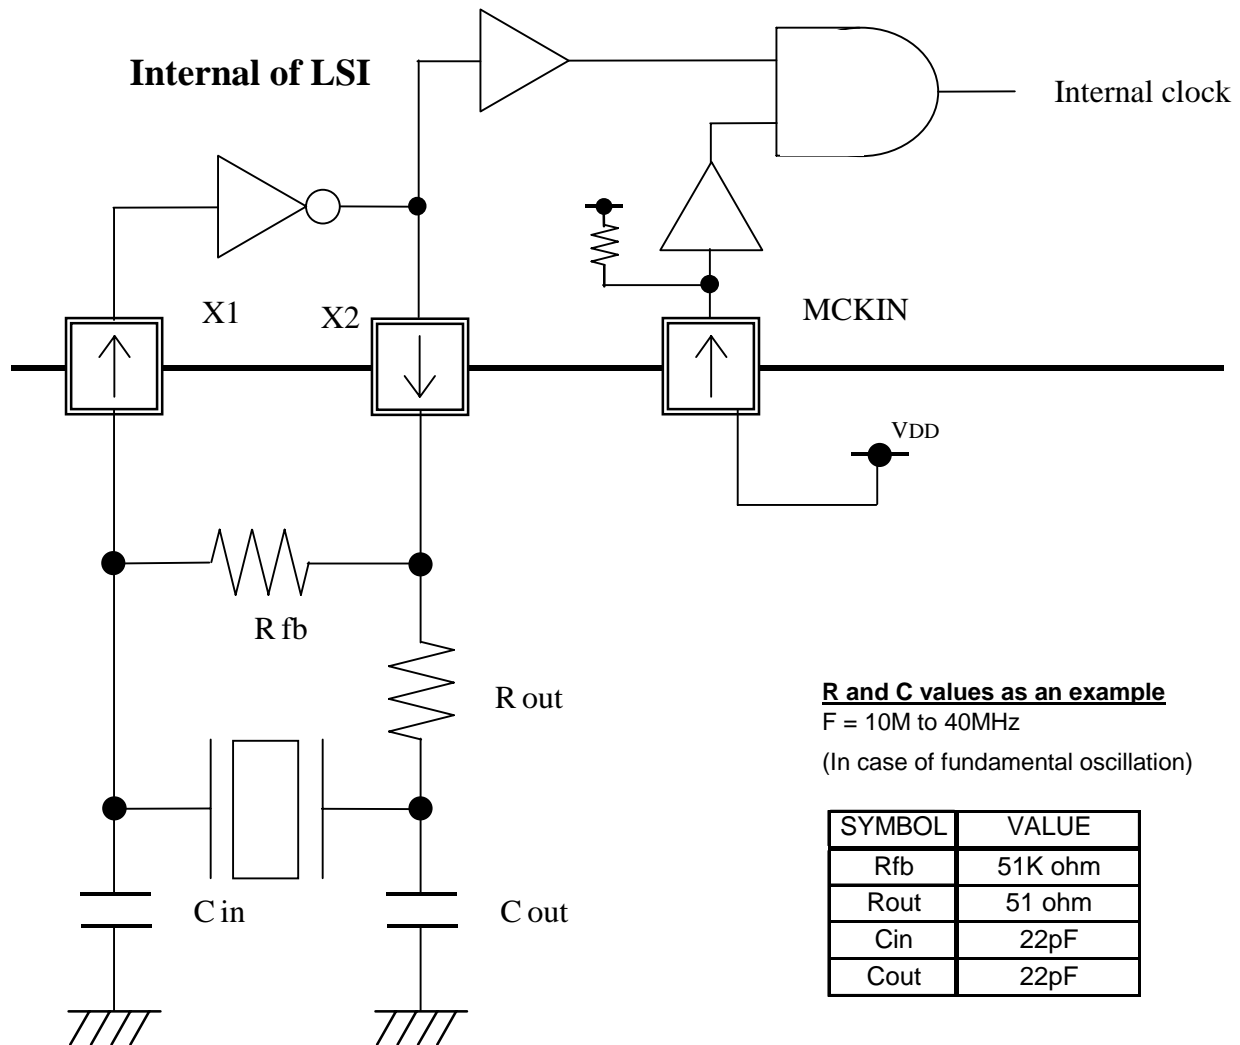 Internal of LSI
Internal clock
X1
X2
MCKIN
VDD
R fb
R out
C in
C out
R and C values as an example
F = 10M to 40MHz
(In case of fundamental oscillation)
SYMBOL VALUE
Rfb 51K ohm
Rout 51 ohm
Cin 22pF
Cout 22pF